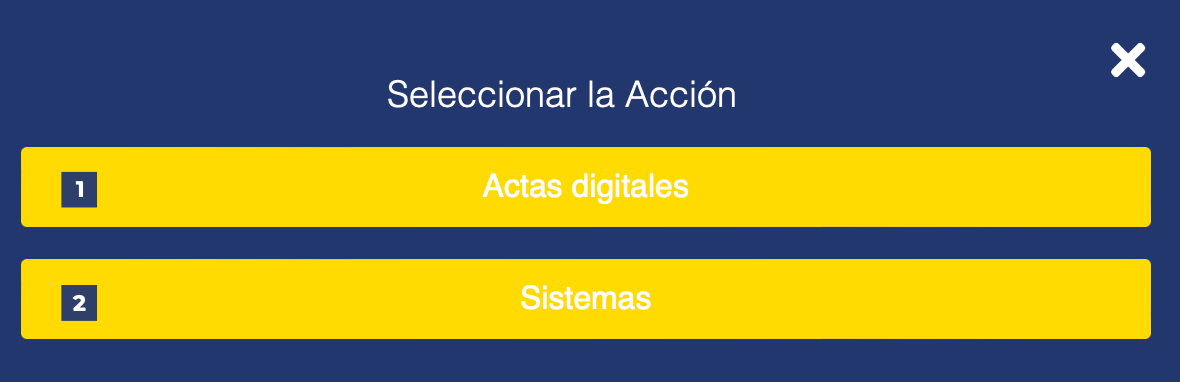 Seleccionar la Acción
1 Actas digitales
2 Sistemas